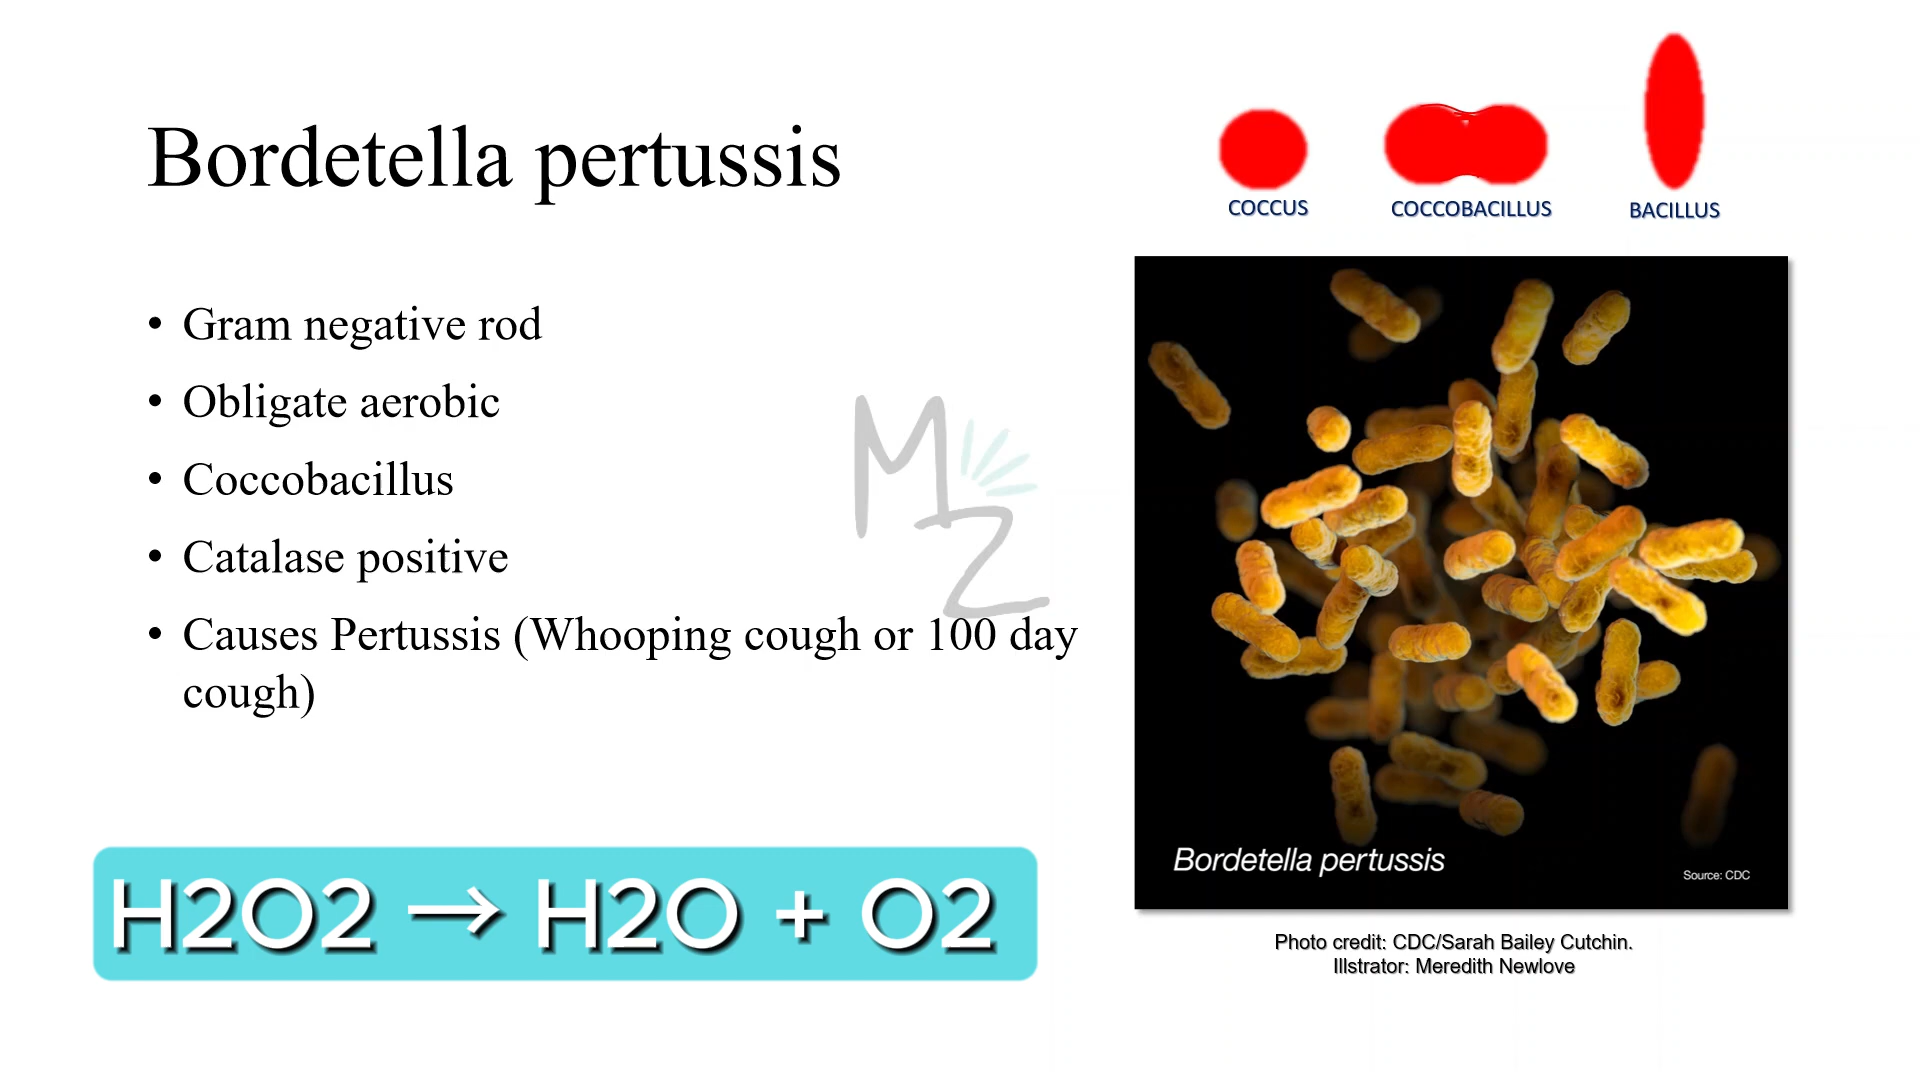 Bordetella pertussis
• Gram negative rod
• Obligate aerobic
• Coccobacillus
• Catalase positive
• Causes Pertussis (Whooping cough or 100 day
cough)
H2O2 → H2O + O2
COCCUS
COCCOBACILLUS
BACILLUS
MZ
Bordetella pertussis
Source: CDC
Photo credit: CDC/Sarah Bailey Cutchin.
Illstrator: Meredith Newlove